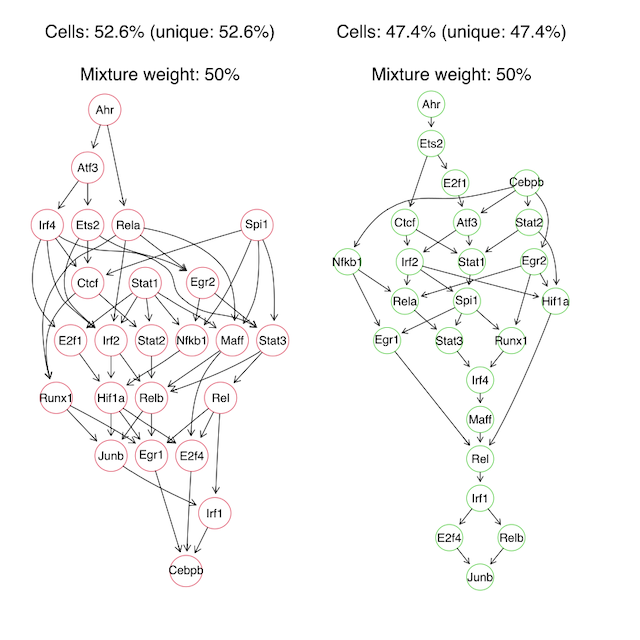 Cells: 52.6% (unique: 52.6%)
Mixture weight: 50%
Ahr
Atf3
Irf4 Ets2 Rela Spi1
Ctcf Stat1 Egr2
E2f1 Irf2 Stat2 Nfkb1 Maff Stat3
Runx1 Hif1a Relb Rel
Junb Egr1 E2f4
Irf1
Cebpb
Cells: 47.4% (unique: 47.4%)
Mixture weight: 50%
Ahr
Ets2
E2f1 Cebpb
Ctcf Atf3 Stat2
Nfkb1 Irf2 Stat1 Egr2
Rela Spi1 Hif1a
Egr1 Stat3 Runx1
Irf4
Maff
Rel
Irf1
E2f4 Relb
Junb